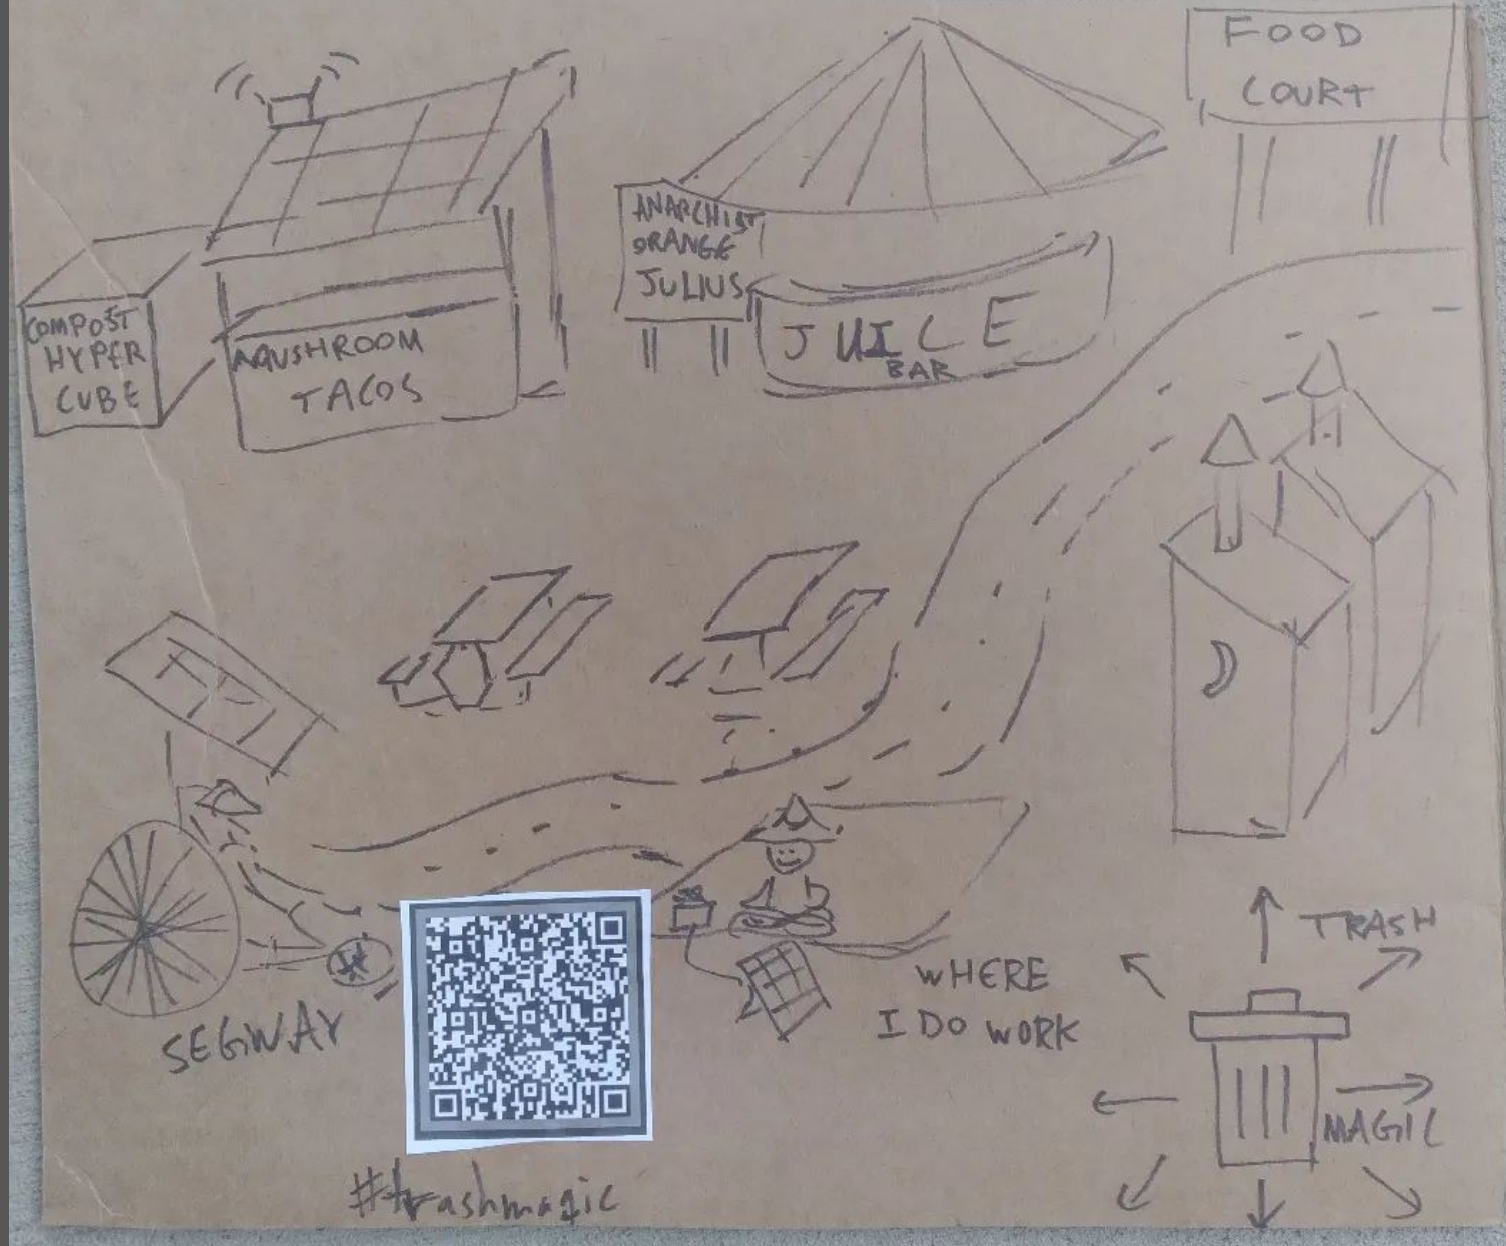 FOOD
COURT
ANARCHIST
ORANGE
JULIUS
JUICE
BAR
COMPOST
HYPER
CUBE
MUSHROOM
TACOS
SEGWAY
WHERE
I DO WORK
TRASH
MAGIC
#trashmagic